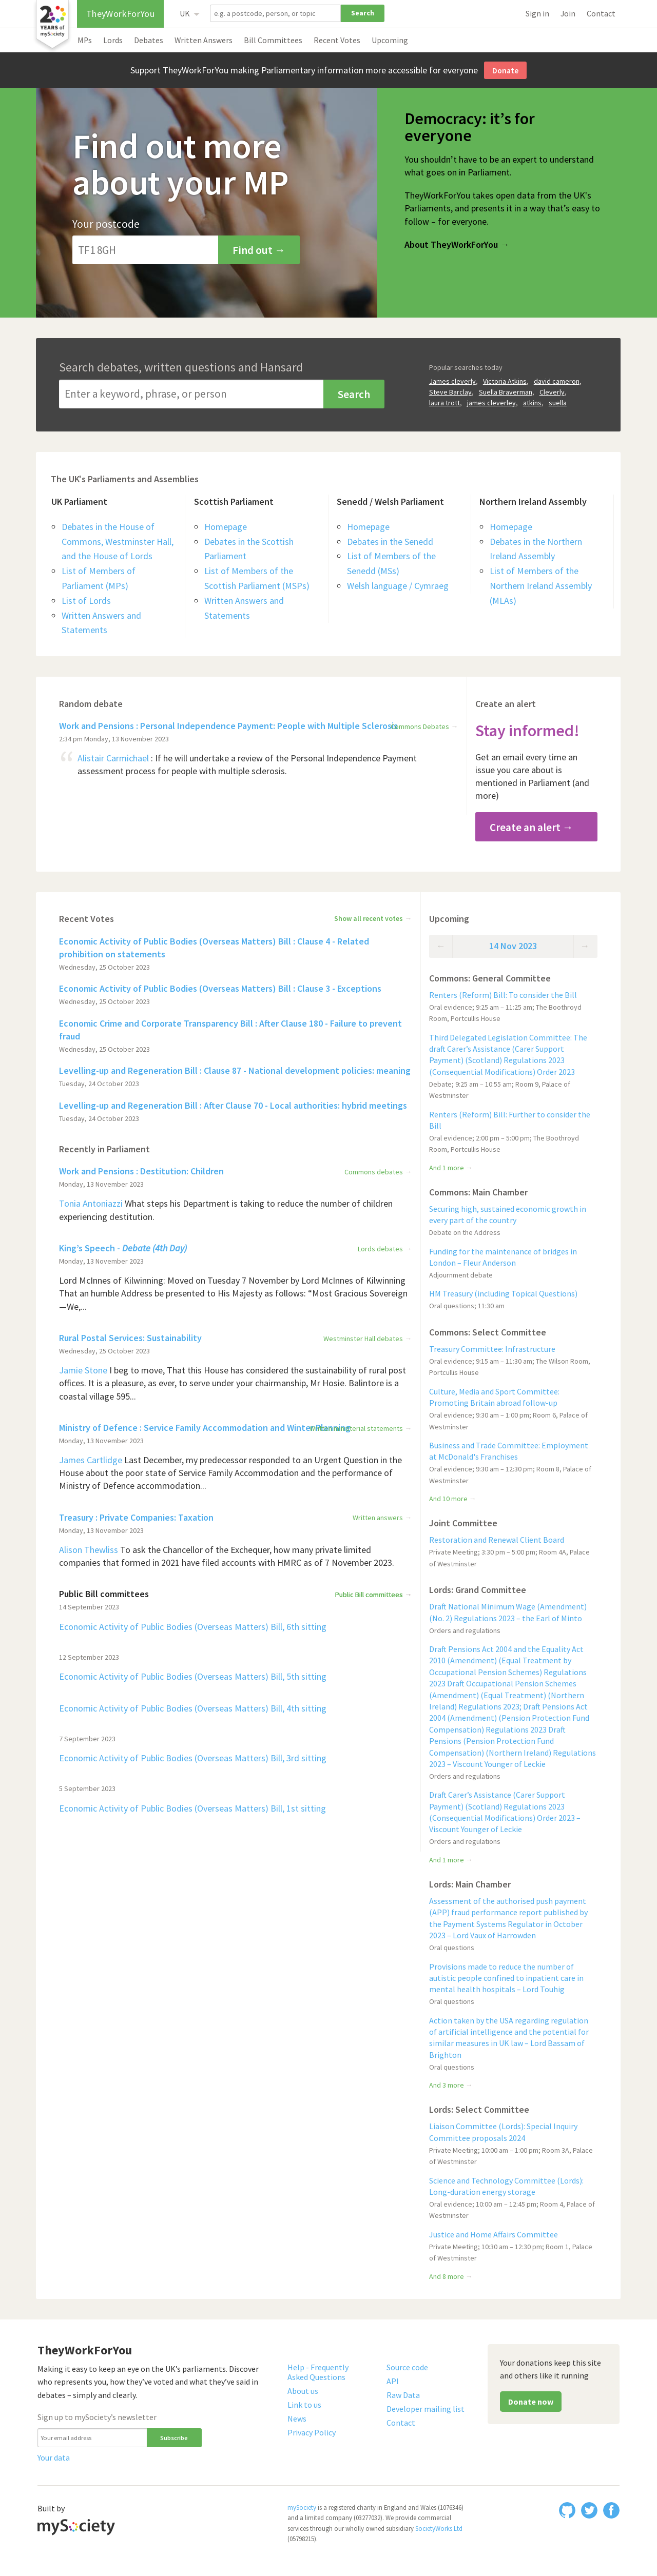 20
YEARS of
mySociety
TheyWorkForYou
UK
e.g. a postcode, person, or topic
Search
Sign in
Join
Contact
MPs
Lords
Debates
Written Answers
Bill Committees
Recent Votes
Upcoming
Support TheyWorkForYou making Parliamentary information more accessible for everyone
Donate
Find out more
about your MP
Your postcode
TF1 8GH
Find out →
Democracy: it’s for
everyone
You shouldn’t have to be an expert to understand
what goes on in Parliament.
TheyWorkForYou takes open data from the UK’s
Parliaments, and presents it in a way that’s easy to
follow – for everyone.
About TheyWorkForYou →
Search debates, written questions and Hansard
Enter a keyword, phrase, or person
Search
Popular searches today
James cleverly, Victoria Atkins, david cameron,
Steve Barclay, Suella Braverman, Cleverly,
laura trott, james cleverley, atkins, suella
The UK's Parliaments and Assemblies
UK Parliament
Debates in the House of
Commons, Westminster Hall,
and the House of Lords
List of Members of
Parliament (MPs)
List of Lords
Written Answers and
Statements
Scottish Parliament
Homepage
Debates in the Scottish
Parliament
List of Members of the
Scottish Parliament (MSPs)
Written Answers and
Statements
Senedd / Welsh Parliament
Homepage
Debates in the Senedd
List of Members of the
Senedd (MSs)
Welsh language / Cymraeg
Northern Ireland Assembly
Homepage
Debates in the Northern
Ireland Assembly
List of Members of the
Northern Ireland Assembly
(MLAs)
Random debate
Work and Pensions : Personal Independence Payment: People with Multiple Sclerosis
Commons Debates →
2:34 pm Monday, 13 November 2023
“ Alistair Carmichael : If he will undertake a review of the Personal Independence Payment
assessment process for people with multiple sclerosis.
Create an alert
Stay informed!
Get an email every time an
issue you care about is
mentioned in Parliament (and
more)
Create an alert →
Recent Votes
Show all recent votes →
Economic Activity of Public Bodies (Overseas Matters) Bill : Clause 4 - Related
prohibition on statements
Wednesday, 25 October 2023
Economic Activity of Public Bodies (Overseas Matters) Bill : Clause 3 - Exceptions
Wednesday, 25 October 2023
Economic Crime and Corporate Transparency Bill : After Clause 180 - Failure to prevent
fraud
Wednesday, 25 October 2023
Levelling-up and Regeneration Bill : Clause 87 - National development policies: meaning
Tuesday, 24 October 2023
Levelling-up and Regeneration Bill : After Clause 70 - Local authorities: hybrid meetings
Tuesday, 24 October 2023
Recently in Parliament
Work and Pensions : Destitution: Children
Commons debates →
Monday, 13 November 2023
Tonia Antoniazzi What steps his Department is taking to reduce the number of children
experiencing destitution.
King’s Speech - Debate (4th Day)
Lords debates →
Monday, 13 November 2023
Lord McInnes of Kilwinning: Moved on Tuesday 7 November by Lord McInnes of Kilwinning
That an humble Address be presented to His Majesty as follows: “Most Gracious Sovereign
—We,...
Rural Postal Services: Sustainability
Westminster Hall debates →
Wednesday, 25 October 2023
Jamie Stone I beg to move, That this House has considered the sustainability of rural post
offices. It is a pleasure, as ever, to serve under your chairmanship, Mr Hosie. Balintore is a
coastal village 595...
Ministry of Defence : Service Family Accommodation and Winter Planning
ministerial statements →
Monday, 13 November 2023
James Cartlidge Last December, my predecessor responded to an Urgent Question in the
House about the poor state of Service Family Accommodation and the performance of
Ministry of Defence accommodation...
Treasury : Private Companies: Taxation
Written answers →
Monday, 13 November 2023
Alison Thewliss To ask the Chancellor of the Exchequer, how many private limited
companies that formed in 2021 have filed accounts with HMRC as of 7 November 2023.
Public Bill committees
Public Bill committees →
14 September 2023
Economic Activity of Public Bodies (Overseas Matters) Bill, 6th sitting
12 September 2023
Economic Activity of Public Bodies (Overseas Matters) Bill, 5th sitting
Economic Activity of Public Bodies (Overseas Matters) Bill, 4th sitting
7 September 2023
Economic Activity of Public Bodies (Overseas Matters) Bill, 3rd sitting
5 September 2023
Economic Activity of Public Bodies (Overseas Matters) Bill, 1st sitting
Upcoming
← 14 Nov 2023 →
Commons: General Committee
Renters (Reform) Bill: To consider the Bill
Oral evidence; 9:25 am – 11:25 am; The Boothroyd
Room, Portcullis House
Third Delegated Legislation Committee: The
draft Carer’s Assistance (Carer Support
Payment) (Scotland) Regulations 2023
(Consequential Modifications) Order 2023
Debate; 9:25 am – 10:55 am; Room 9, Palace of
Westminster
Renters (Reform) Bill: Further to consider the
Bill
Oral evidence; 2:00 pm – 5:00 pm; The Boothroyd
Room, Portcullis House
And 1 more →
Commons: Main Chamber
Securing high, sustained economic growth in
every part of the country
Debate on the Address
Funding for the maintenance of bridges in
London – Fleur Anderson
Adjournment debate
HM Treasury (including Topical Questions)
Oral questions; 11:30 am
Commons: Select Committee
Treasury Committee: Infrastructure
Oral evidence; 9:15 am – 11:30 am; The Wilson Room,
Portcullis House
Culture, Media and Sport Committee:
Promoting Britain abroad follow-up
Oral evidence; 9:30 am – 1:00 pm; Room 6, Palace of
Westminster
Business and Trade Committee: Employment
at McDonald's Franchises
Oral evidence; 9:30 am – 12:30 pm; Room 8, Palace of
Westminster
And 10 more →
Joint Committee
Restoration and Renewal Client Board
Private Meeting; 3:30 pm – 5:00 pm; Room 4A, Palace
of Westminster
Lords: Grand Committee
Draft National Minimum Wage (Amendment)
(No. 2) Regulations 2023 – the Earl of Minto
Orders and regulations
Draft Pensions Act 2004 and the Equality Act
2010 (Amendment) (Equal Treatment by
Occupational Pension Schemes) Regulations
2023 Draft Occupational Pension Schemes
(Amendment) (Equal Treatment) (Northern
Ireland) Regulations 2023; Draft Pensions Act
2004 (Amendment) (Pension Protection Fund
Compensation) Regulations 2023 Draft
Pensions (Pension Protection Fund
Compensation) (Northern Ireland) Regulations
2023 – Viscount Younger of Leckie
Orders and regulations
Draft Carer’s Assistance (Carer Support
Payment) (Scotland) Regulations 2023
(Consequential Modifications) Order 2023 –
Viscount Younger of Leckie
Orders and regulations
And 1 more →
Lords: Main Chamber
Assessment of the authorised push payment
(APP) fraud performance report published by
the Payment Systems Regulator in October
2023 – Lord Vaux of Harrowden
Oral questions
Provisions made to reduce the number of
autistic people confined to inpatient care in
mental health hospitals – Lord Touhig
Oral questions
Action taken by the USA regarding regulation
of artificial intelligence and the potential for
similar measures in UK law – Lord Bassam of
Brighton
Oral questions
And 3 more →
Lords: Select Committee
Liaison Committee (Lords): Special Inquiry
Committee proposals 2024
Private Meeting; 10:00 am – 1:00 pm; Room 3A, Palace
of Westminster
Science and Technology Committee (Lords):
Long-duration energy storage
Oral evidence; 10:00 am – 12:45 pm; Room 4, Palace of
Westminster
Justice and Home Affairs Committee
Private Meeting; 10:30 am – 12:30 pm; Room 1, Palace
of Westminster
And 8 more →
TheyWorkForYou
Making it easy to keep an eye on the UK’s parliaments. Discover
who represents you, how they’ve voted and what they’ve said in
debates – simply and clearly.
Sign up to mySociety’s newsletter
Your email address
Subscribe
Your data
Help - Frequently
Asked Questions
About us
Link to us
News
Privacy Policy
Source code
API
Raw Data
Developer mailing list
Contact
Your donations keep this site
and others like it running
Donate now
Built by
mySociety
mySociety is a registered charity in England and Wales (1076346)
and a limited company (03277032). We provide commercial
services through our wholly owned subsidiary SocietyWorks Ltd
(05798215).